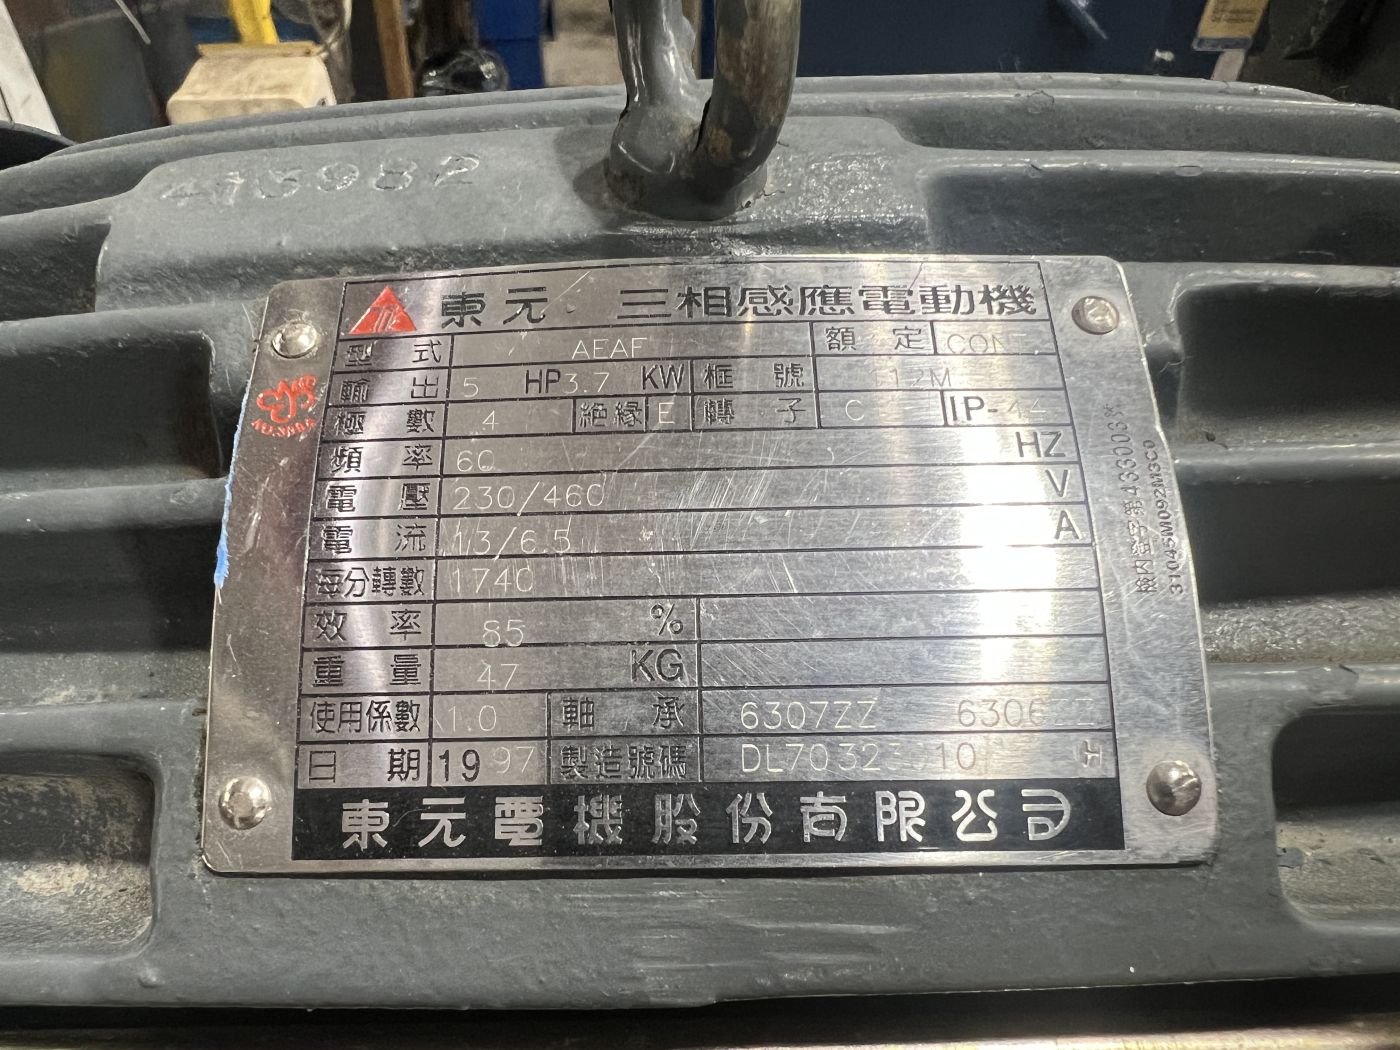 東元 三相感應電動機
型式 AEAF 額定 CONT.
輸出 5 HP 3.7 KW 框號 112M
極數 4 絕緣 E 轉子 C IP-44
頻率 60 HZ
電壓 230/460 V
電流 13/6.5 A
每分轉數 1740
效率 85 %
重量 47 KG
使用係數 1.0 軸承 6307ZZ 6306
日期 1997 製造號碼
東元電機股份有限公司
31045M092M3C0